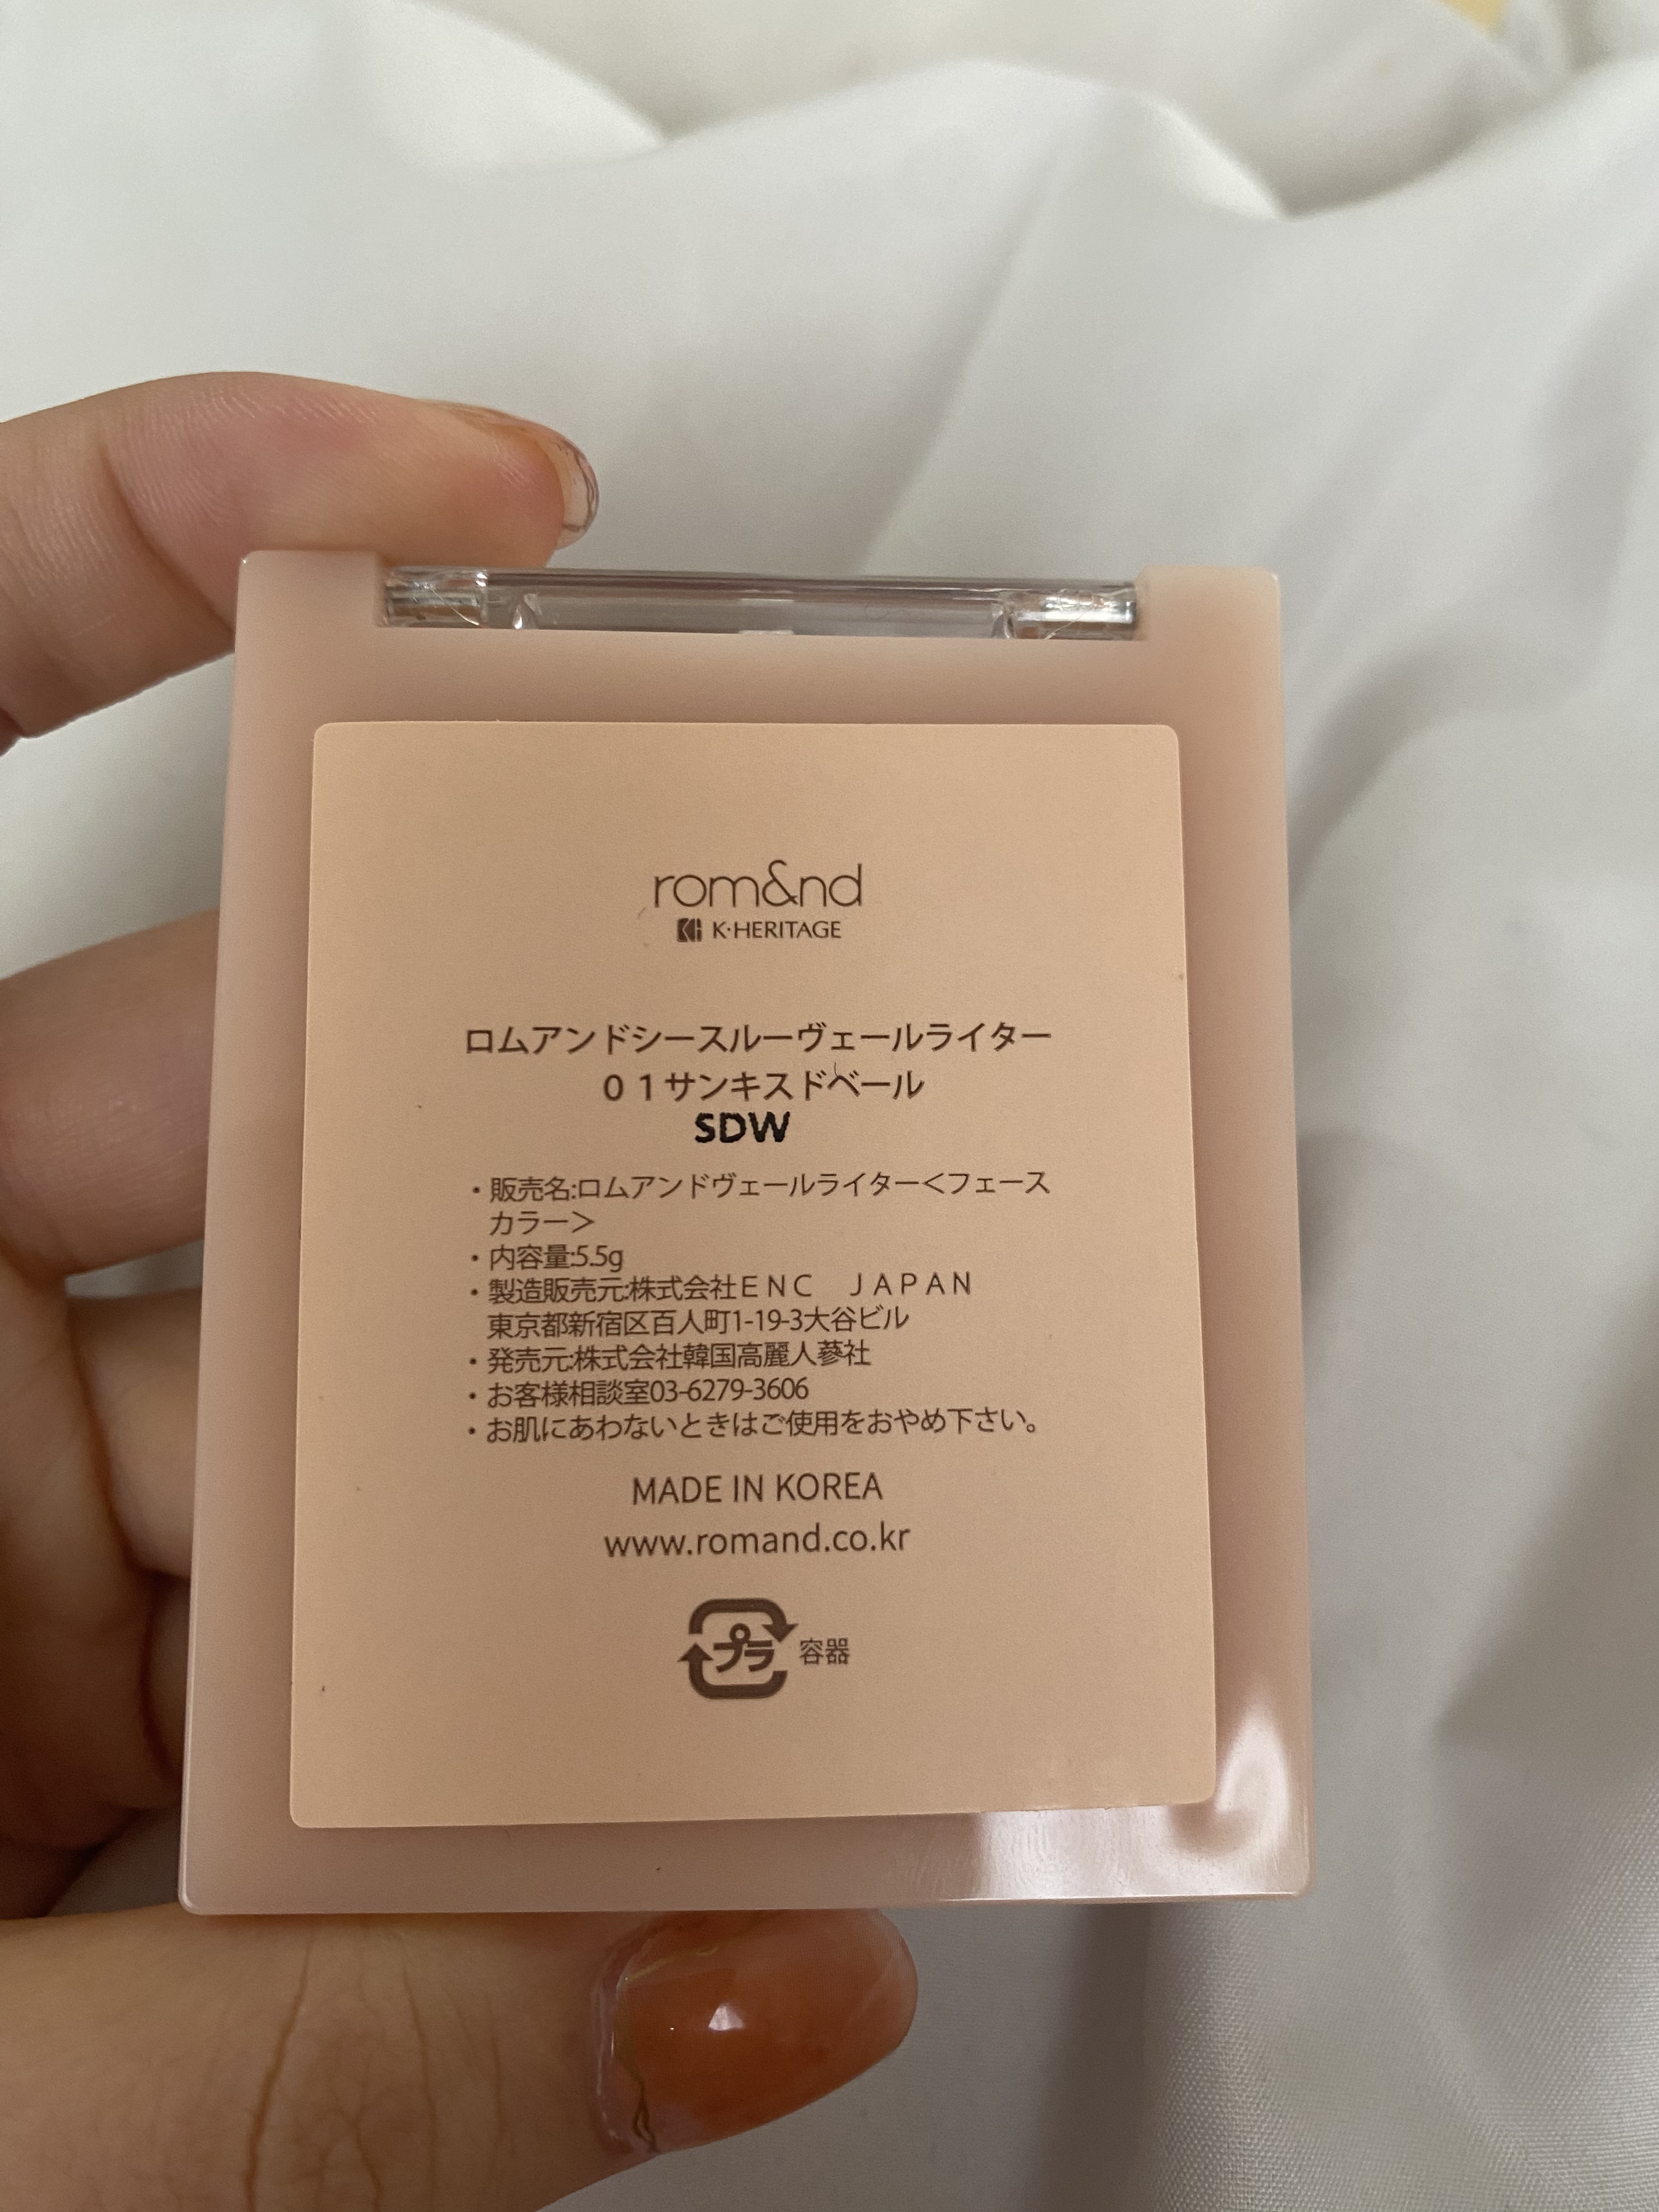 rom&nd
K·HERITAGE
ロムアンドシースルーヴェールライター
０１サンキスドベール
SDW
・販売名:ロムアンドヴェールライター＜フェース
カラー＞
・内容量:5.5g
・製造販売元:株式会社ＥＮＣ　ＪＡＰＡＮ
東京都新宿区百人町1-19-3大谷ビル
・発売元:株式会社韓国高麗人蔘社
・お客様相談室03-6279-3606
・お肌にあわないときはご使用をおやめ下さい。
MADE IN KOREA
www.romand.co.kr
プラ 容器